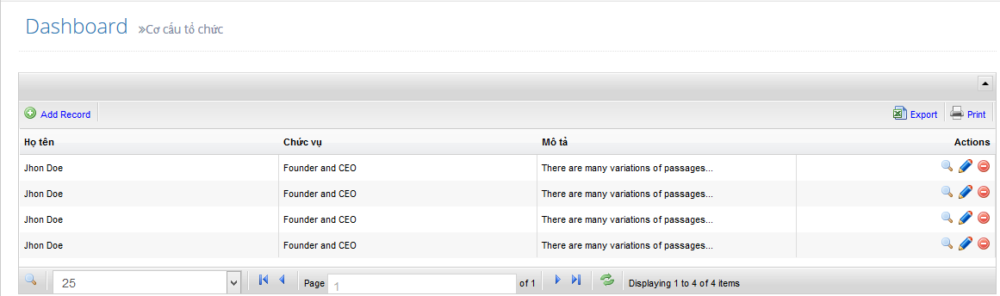 Dashboard »Cơ cấu tổ chức
Add Record Export Print
Họ tên Chức vụ Mô tả Actions
Jhon Doe Founder and CEO There are many variations of passages...
Jhon Doe Founder and CEO There are many variations of passages...
Jhon Doe Founder and CEO There are many variations of passages...
Jhon Doe Founder and CEO There are many variations of passages...
25 Page 1 of 1 Displaying 1 to 4 of 4 items